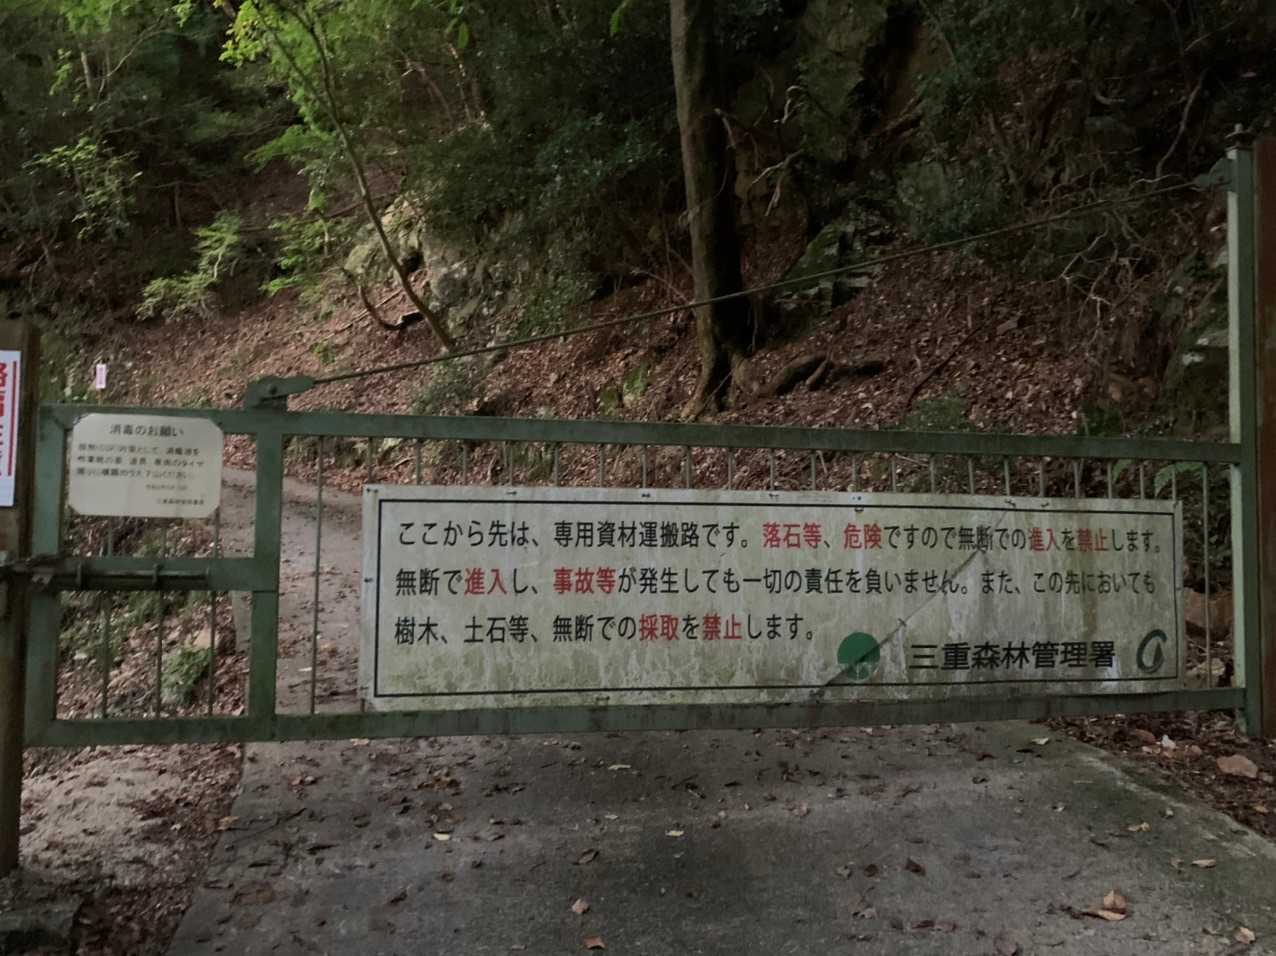 消毒のお願い
ここから先は、専用資材運搬路です。落石等、危険ですので無断での進入を禁止します。
無断で進入し、事故等が発生しても一切の責任を負いません。また、この先においても
樹木、土石等、無断での採取を禁止します。
三重森林管理署